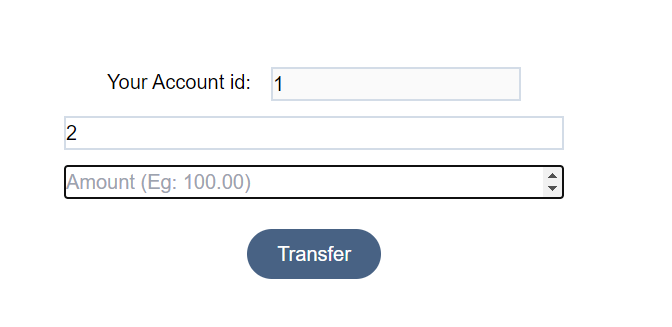 Your Account id: 1
2
Amount (Eg: 100.00)
Transfer